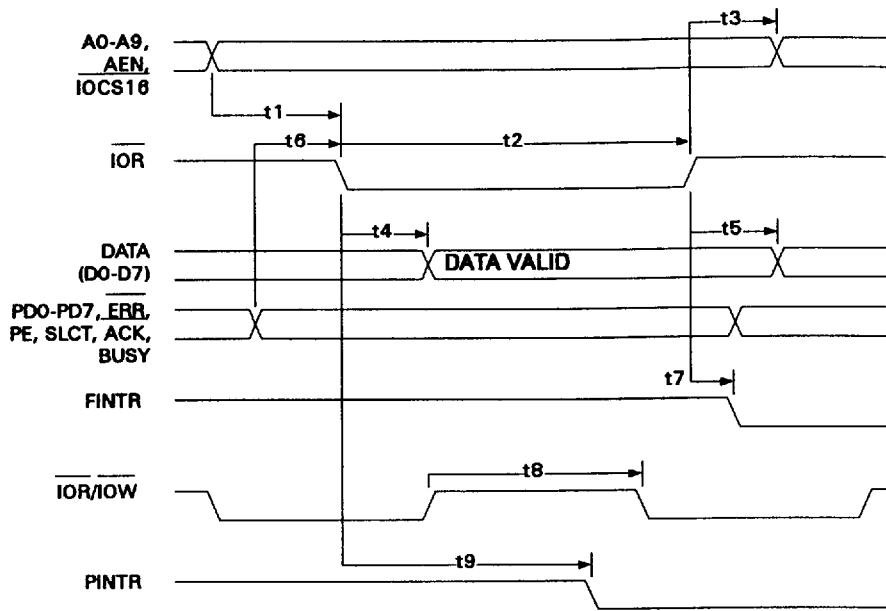 t3
A0-A9,
AEN,
IOCS16
t1
t6
t2
IOR
t4
t5
DATA
(D0-D7)
DATA VALID
PD0-PD7, ERR,
PE, SLCT, ACK,
BUSY
t7
FINTR
t8
IOR/IOW
t9
PINTR